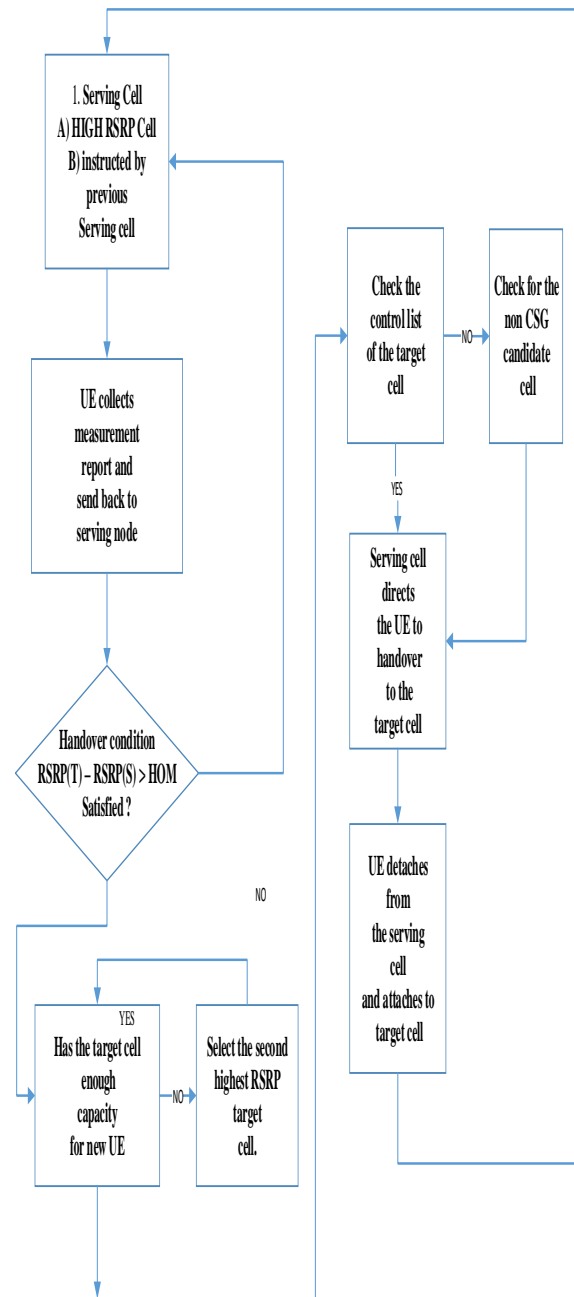 1. Serving Cell
A) HIGH RSRP Cell
B) instructed by
previous
Serving cell
UE collects
measurement
report and
send back to
serving node
Handover condition
RSRP(T) – RSRP(S) > HOM
Satisfied ?
NO
YES
Has the target cell
enough
capacity
for new UE
NO
Select the second
highest RSRP
target
cell.
Check the
control list
of the target
cell
NO
Check for the
non CSG
candidate
cell
YES
Serving cell
directs
the UE to
handover
to the
target cell
UE detaches
from
the serving
cell
and attaches to
target cell